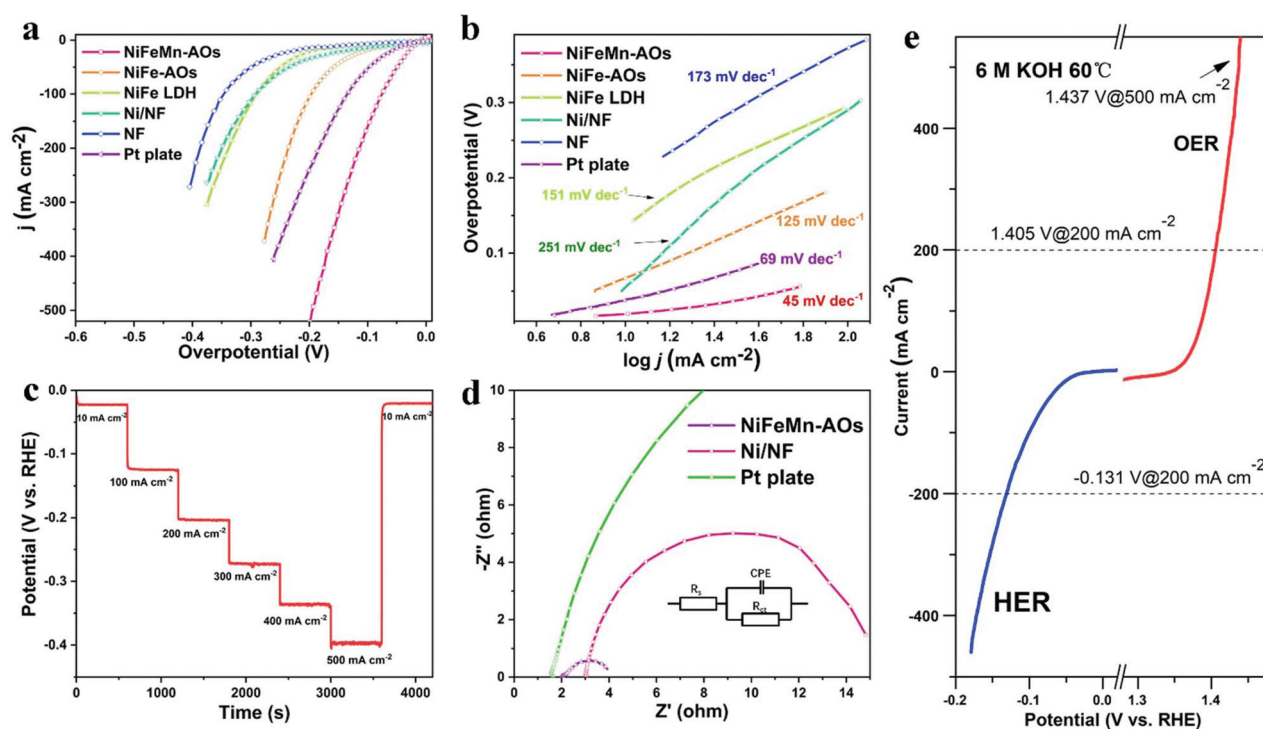 a
NiFeMn-AOs
NiFe-AOs
NiFe LDH
Ni/NF
NF
Pt plate
0
-100
-200
-300
-400
-500
j (mA cm⁻²)
-0.4 -0.3 -0.2 -0.1 0.0
Overpotential (V)
b
NiFeMn-AOs
NiFe-AOs
NiFe LDH
Ni/NF
NF
Pt plate
173 mV dec⁻¹
151 mV dec⁻¹
251 mV dec⁻¹
125 mV dec⁻¹
69 mV dec⁻¹
45 mV dec⁻¹
0.3
0.2
0.1
Overpotential (V)
0.6 0.8 1.0 1.2 1.4 1.6 1.8 2.0
log j (mA cm⁻²)
c
0.0
-0.1
-0.2
-0.3
-0.4
Potential (V vs. RHE)
10 mA cm⁻²
100 mA cm⁻²
200 mA cm⁻²
300 mA cm⁻²
400 mA cm⁻²
500 mA cm⁻²
10 mA cm⁻²
0 1000 2000 3000 4000
Time (s)
d
NiFeMn-AOs
Ni/NF
Pt plate
-10
-8
-6
-4
-2
0
-Z'' (ohm)
CPE
Rs
Rct
0 2 4 6 8 10 12 14
Z' (ohm)
e
6 M KOH 60℃
1.437 V@500 mA cm⁻²
OER
1.405 V@200 mA cm⁻²
-0.131 V@200 mA cm⁻²
HER
400
200
0
-200
-400
Current (mA cm⁻²)
-0.2 -0.1 0.0 1.4
Potential (V vs. RHE)